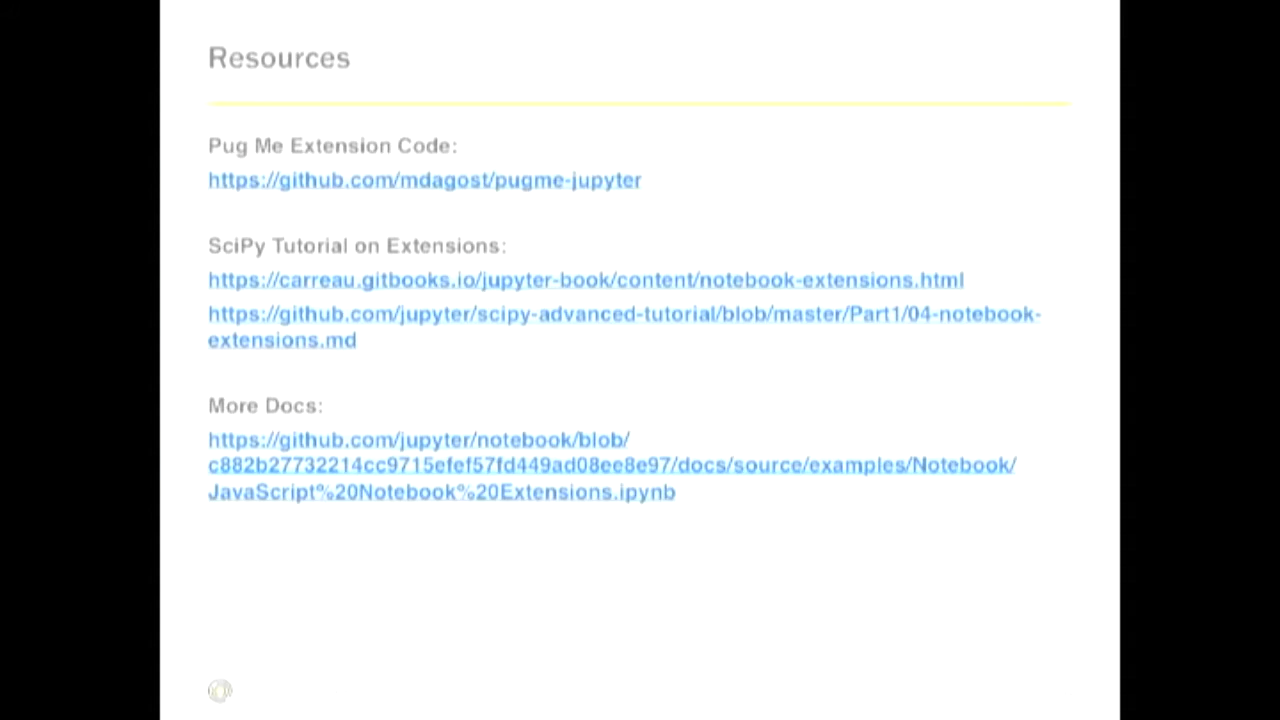 Resources
Pug Me Extension Code:
https://github.com/mdagost/pugme-jupyter
SciPy Tutorial on Extensions:
https://carreau.gitbooks.io/jupyter-book/content/notebook-extensions.html
https://github.com/jupyter/scipy-advanced-tutorial/blob/master/Part1/04-notebook-
extensions.md
More Docs:
https://github.com/jupyter/notebook/blob/
c882b27732214cc9715efef57fd449ad08ee8e97/docs/source/examples/Notebook/
JavaScript%20Notebook%20Extensions.ipynb